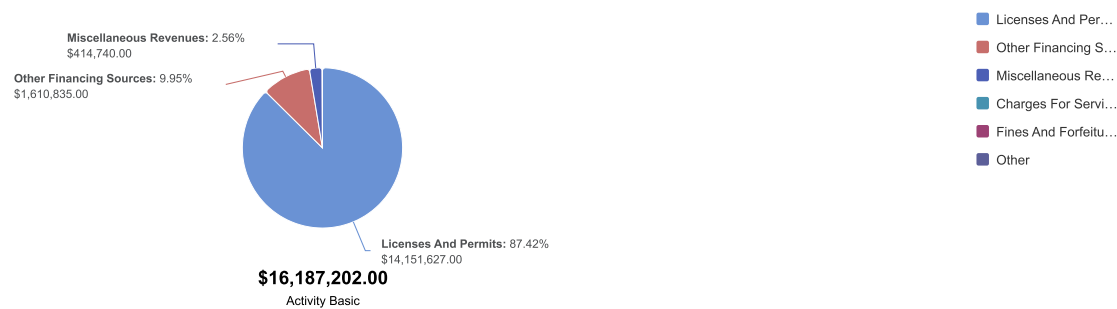 Miscellaneous Revenues: 2.56%
$414,740.00
Other Financing Sources: 9.95%
$1,610,835.00
Licenses And Permits: 87.42%
$14,151,627.00
$16,187,202.00
Activity Basic
Licenses And Per…
Other Financing S…
Miscellaneous Re…
Charges For Servi…
Fines And Forfeitu…
Other